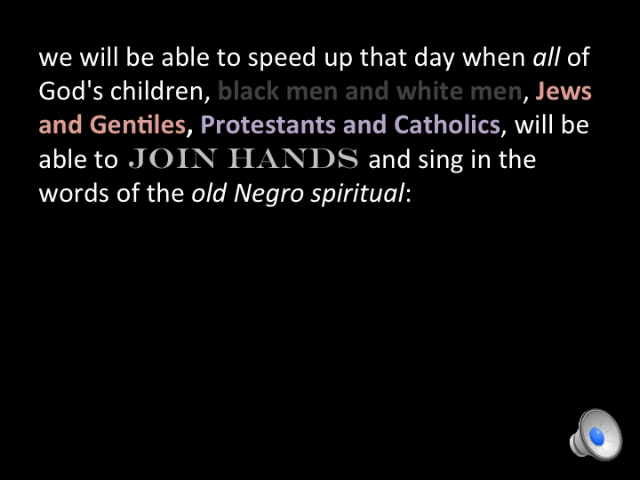 we will be able to speed up that day when all of
God's children, black men and white men, Jews
and Gentiles, Protestants and Catholics, will be
able to JOIN HANDS and sing in the
words of the old Negro spiritual: